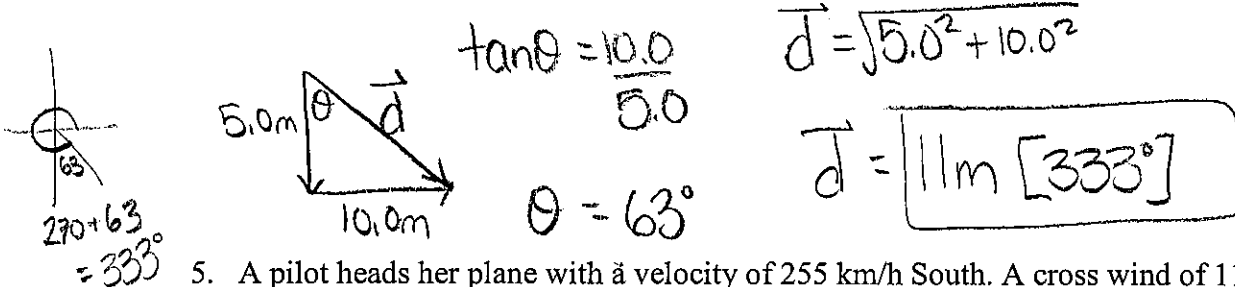 tanθ = 10.0
5.0
d = √5.0² + 10.0²
5.0m
θ
d
10.0m
θ = 63°
d = 11m [333°]
63
270+63
= 333°
5. A pilot heads her plane with a velocity of 255 km/h South. A cross wind of